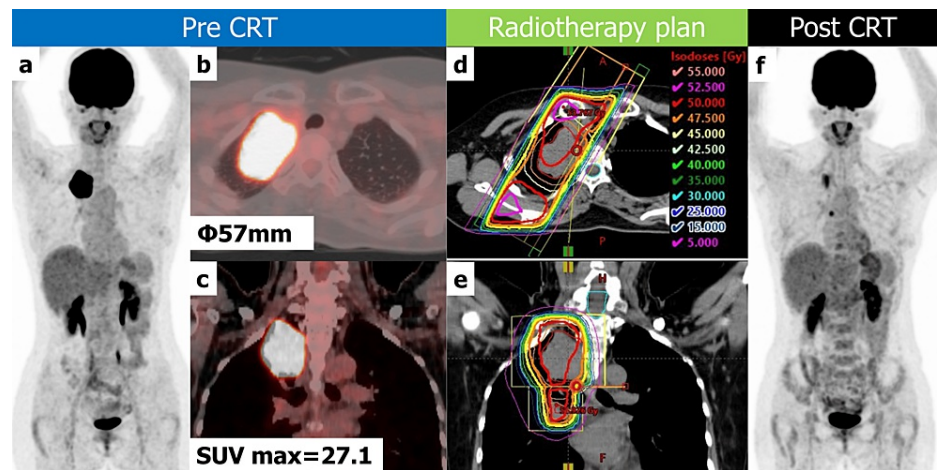 Pre CRT
Radiotherapy plan
Post CRT
a
b
Φ57mm
c
SUV max=27.1
d
A
P
Isodoses [Gy]
✔ 55.000
✔ 52.500
✔ 50.000
✔ 47.500
✔ 45.000
✔ 42.500
✔ 40.000
✔ 35.000
✔ 30.000
✔ 25.000
✔ 15.000
✔ 5.000
e
H
F
f